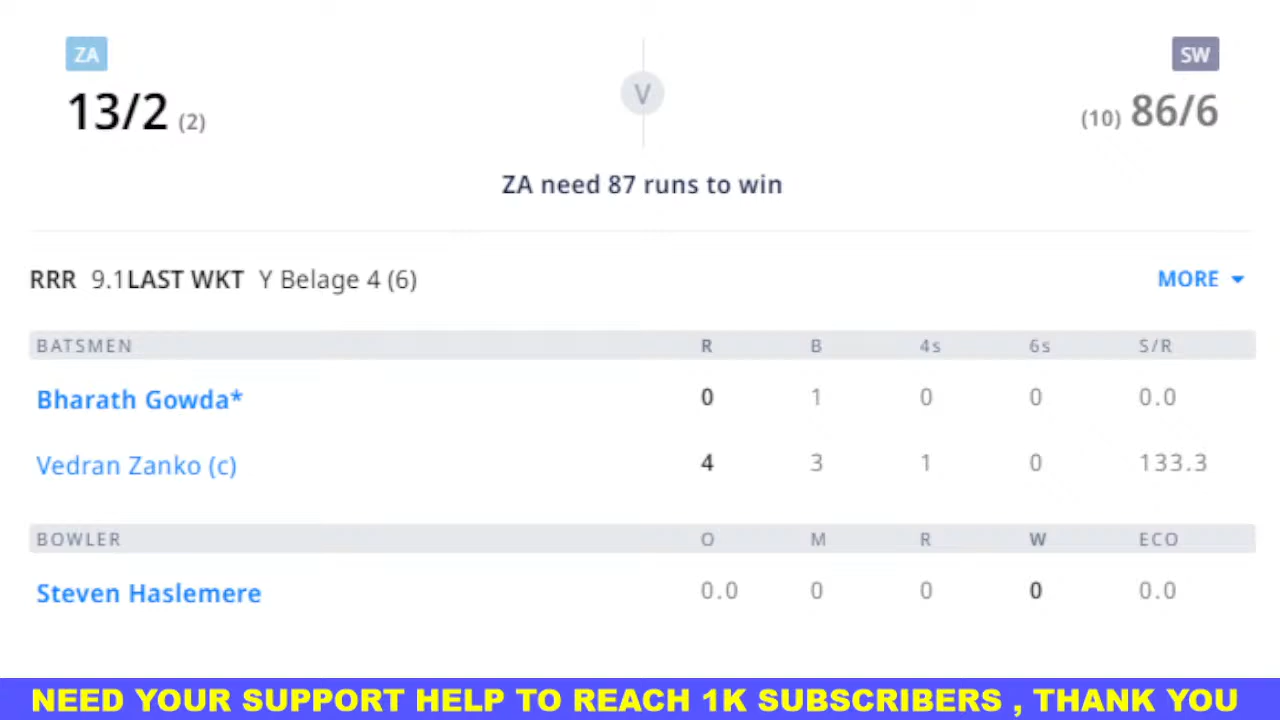 ZA
SW
13/2 (2)
V
(10) 86/6
ZA need 87 runs to win
RRR 9.1LAST WKT Y Belage 4 (6)
MORE
BATSMEN R B 4s 6s S/R
Bharath Gowda* 0 1 0 0 0.0
Vedran Zanko (c) 4 3 1 0 133.3
BOWLER O M R W ECO
Steven Haslemere 0.0 0 0 0 0.0
NEED YOUR SUPPORT HELP TO REACH 1K SUBSCRIBERS , THANK YOU